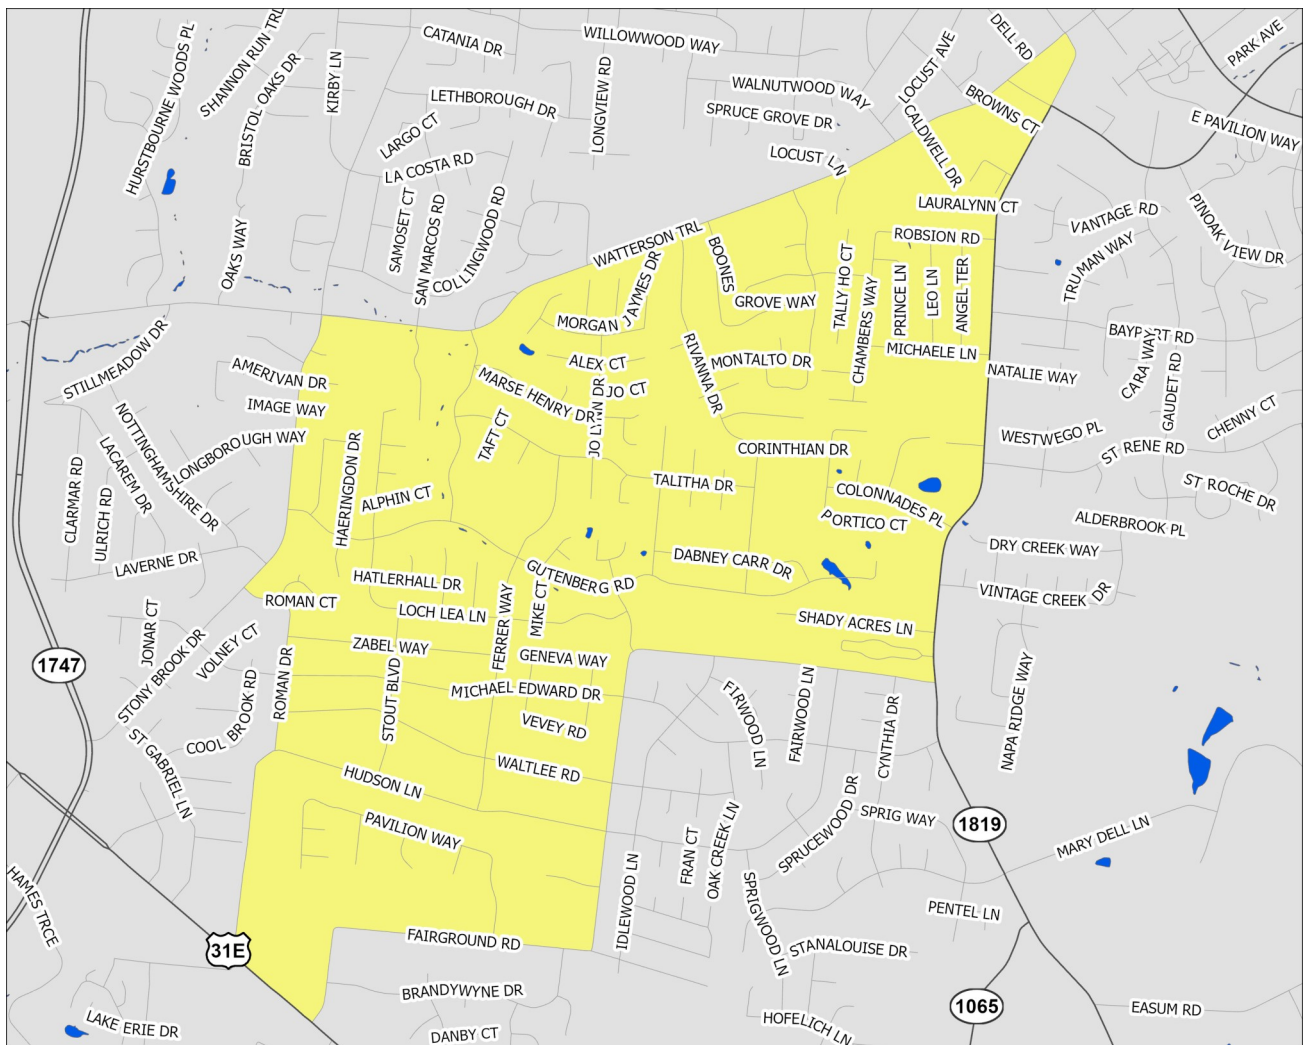 HURSTBOURNE WOODS PL
SHANNON RUN TRL
BRISTOL OAKS DR
KIRBY LN
CATANIA DR
WILLOWWOOD WAY
LONGVIEW RD
LETHBOROUGH DR
WALNUTWOOD WAY
SPRUCE GROVE DR
LOCUST AVE
DELL RD
PARK AVE
BROWNS CT
E PAVILION WAY
LARGO CT
LA COSTA RD
LOCUST LN
CALDWELL DR
LAURALYNN CT
SAMOSET CT
SAN MARCOS RD
COLLINGWOOD RD
OAKS WAY
WATTERSON TRL
BOONES
GROVE WAY
JAYMES DR
MORGAN
TALLY HO CT
CHAMBERS WAY
ROBSION RD
PRINCE LN
LEO LN
ANGEL TER
MICHAELE LN
VANTAGE RD
TRUMAN WAY
PINOAK VIEW DR
BAYPORT RD
CARA WAY
GAUDET RD
NATALIE WAY
CHENNY CT
STILLMEADOW DR
AMERIVAN DR
IMAGE WAY
ALEX CT
JO CT
MARSE HENRY DR
JO LYNN DR
RIVANNA DR
MONTALTO DR
NOTTINGHAMSHIRE DR
LONGBOROUGH WAY
LACAREM DR
CLARMAR RD
ULRICH RD
TAFT CT
HAERINGDON DR
ALPHIN CT
TALITHA DR
CORINTHIAN DR
COLONNADES PL
PORTICO CT
WESTWEGO PL
ST RENE RD
ST ROCHE DR
ALDERBROOK PL
DRY CREEK WAY
VINTAGE CREEK DR
LAVERNE DR
HATLERHALL DR
GUTENBERG RD
DABNEY CARR DR
ROMAN CT
LOCH LEA LN
FERRER WAY
MIKE CT
SHADY ACRES LN
JONAR CT
STONY BROOK DR
VOLNEY CT
ZABEL WAY
GENEVA WAY
1747
COOL BROOK RD
ROMAN DR
STOUT BLVD
MICHAEL EDWARD DR
VEVEY RD
FIRWOOD LN
FAIRWOOD LN
CYNTHIA DR
NAPA RIDGE WAY
ST GABRIEL LN
HUDSON LN
WALTLEE RD
PAVILION WAY
FRAN CT
OAK CREEK LN
SPRUCEWOOD DR
SPRIG WAY
1819
MARY DELL LN
HAMES TRCE
IDLEWOOD LN
SPRIGWOOD LN
PENTEL LN
31E
FAIRGROUND RD
STANALOUISE DR
BRANDYWYNE DR
1065
EASUM RD
LAKE ERIE DR
DANBY CT
HOFELICH LN